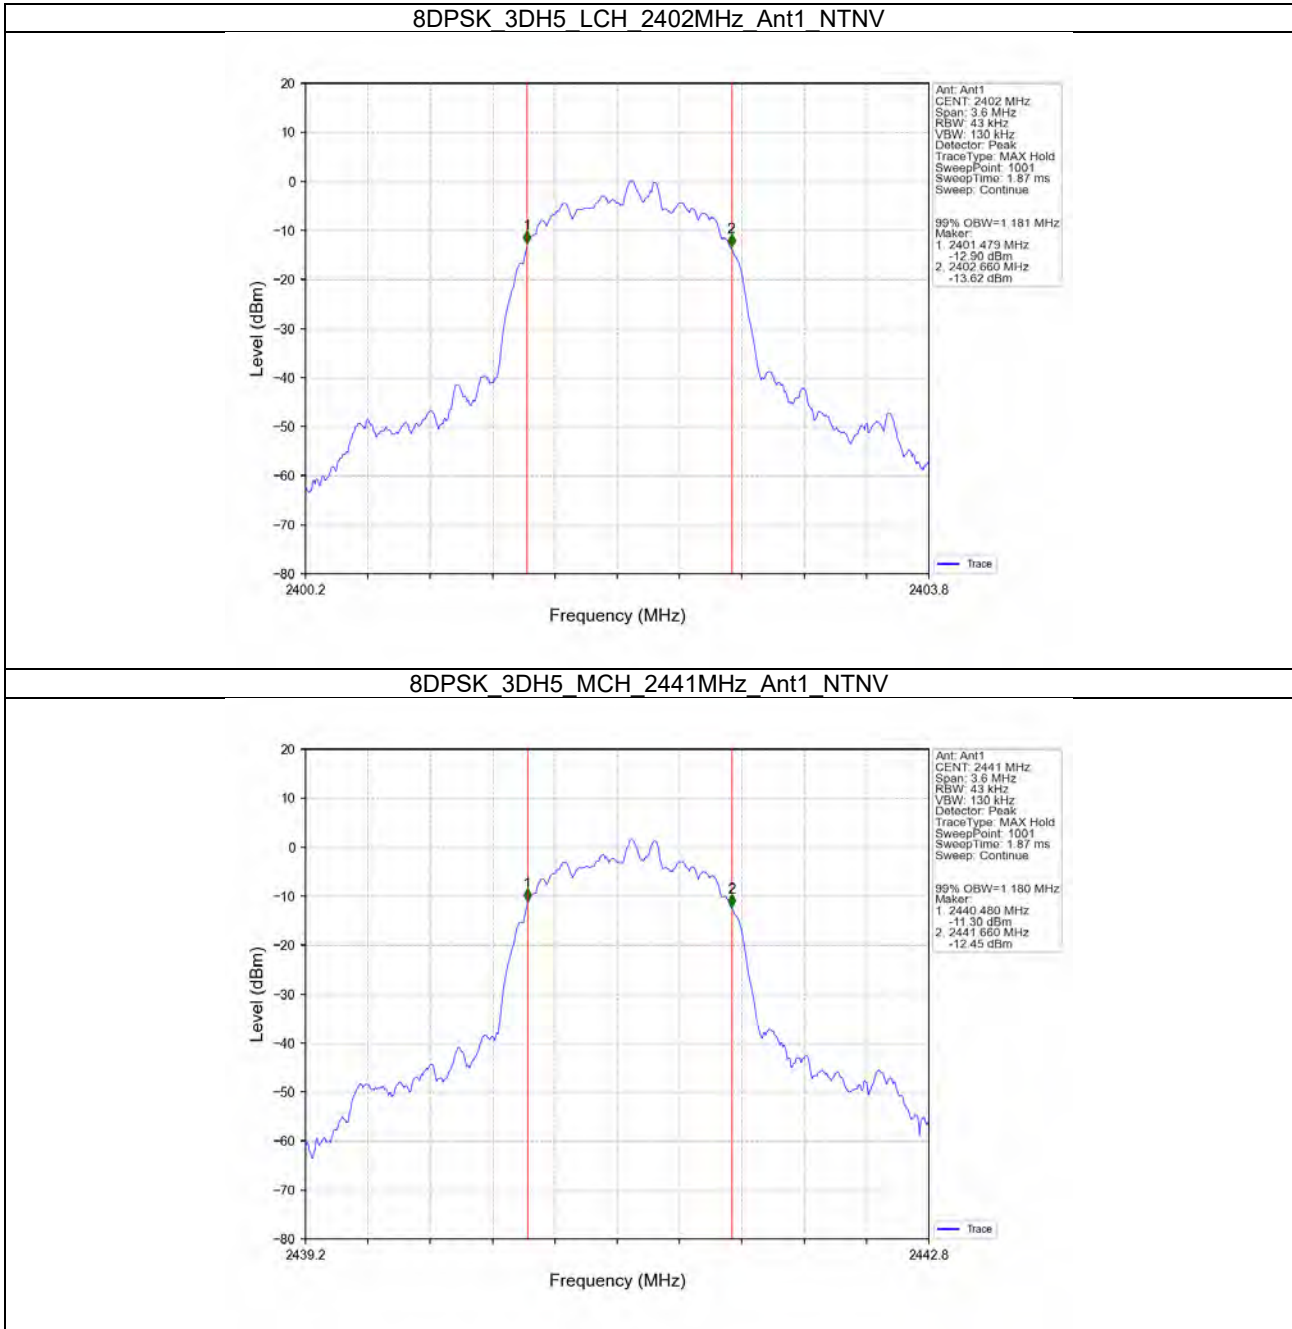 8DPSK_3DH5_LCH_2402MHz_Ant1_NTNV
20
10
0
−10
−20
−30
−40
−50
−60
−70
−80
Level (dBm)
1
2
2400.2
2403.8
Frequency (MHz)
Ant: Ant1
CENT: 2402 MHz
Span: 3.6 MHz
RBW: 43 kHz
VBW: 130 kHz
Detector: Peak
TraceType: MAX Hold
SweepPoint: 1001
SweepTime: 1.87 ms
Sweep: Continue
99% OBW=1.181 MHz
Maker:
1. 2401.479 MHz
-12.90 dBm
2. 2402.660 MHz
-13.62 dBm
Trace
8DPSK_3DH5_MCH_2441MHz_Ant1_NTNV
20
10
0
−10
−20
−30
−40
−50
−60
−70
−80
Level (dBm)
1
2
2439.2
2442.8
Frequency (MHz)
Ant: Ant1
CENT: 2441 MHz
Span: 3.6 MHz
RBW: 43 kHz
VBW: 130 kHz
Detector: Peak
TraceType: MAX Hold
SweepPoint: 1001
SweepTime: 1.87 ms
Sweep: Continue
99% OBW=1.180 MHz
Maker:
1. 2440.480 MHz
-11.30 dBm
2. 2441.660 MHz
-12.45 dBm
Trace